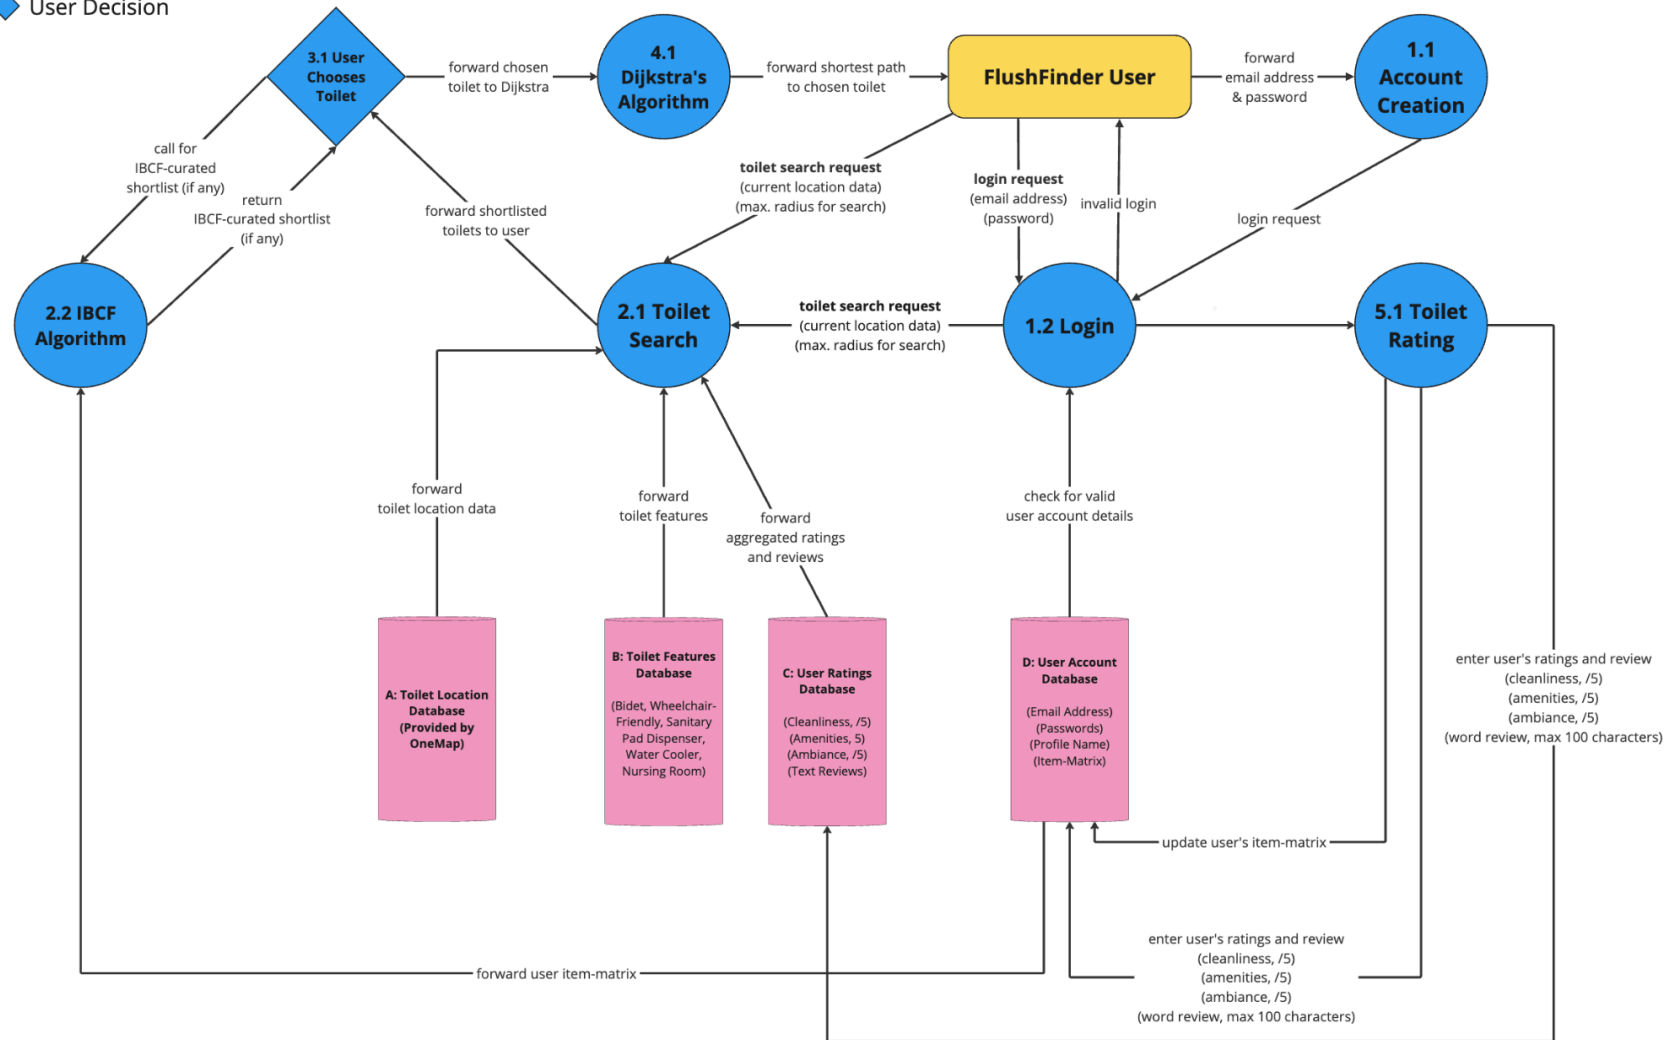 User Decision
3.1 User
Chooses
Toilet
forward chosen
toilet to Dijkstra
4.1
Dijkstra's
Algorithm
forward shortest path
to chosen toilet
FlushFinder User
forward
email address
& password
1.1
Account
Creation
call for
IBCF-curated
shortlist (if any)
return
IBCF-curated shortlist
(if any)
forward shortlisted
toilets to user
toilet search request
(current location data)
(max. radius for search)
login request
(email address)
(password)
invalid login
login request
2.2 IBCF
Algorithm
2.1 Toilet
Search
toilet search request
(current location data)
(max. radius for search)
1.2 Login
5.1 Toilet
Rating
forward
toilet location data
forward
toilet features
forward
aggregated ratings
and reviews
check for valid
user account details
A: Toilet Location
Database
(Provided by
OneMap)
B: Toilet Features
Database
(Bidet, Wheelchair-
Friendly, Sanitary
Pad Dispenser,
Water Cooler,
Nursing Room)
C: User Ratings
Database
(Cleanliness, /5)
(Amenities, 5)
(Ambiance, /5)
(Text Reviews)
D: User Account
Database
(Email Address)
(Passwords)
(Profile Name)
(Item-Matrix)
enter user's ratings and review
(cleanliness, /5)
(amenities, /5)
(ambiance, /5)
(word review, max 100 characters)
update user's item-matrix
enter user's ratings and review
(cleanliness, /5)
(amenities, /5)
(ambiance, /5)
(word review, max 100 characters)
forward user item-matrix